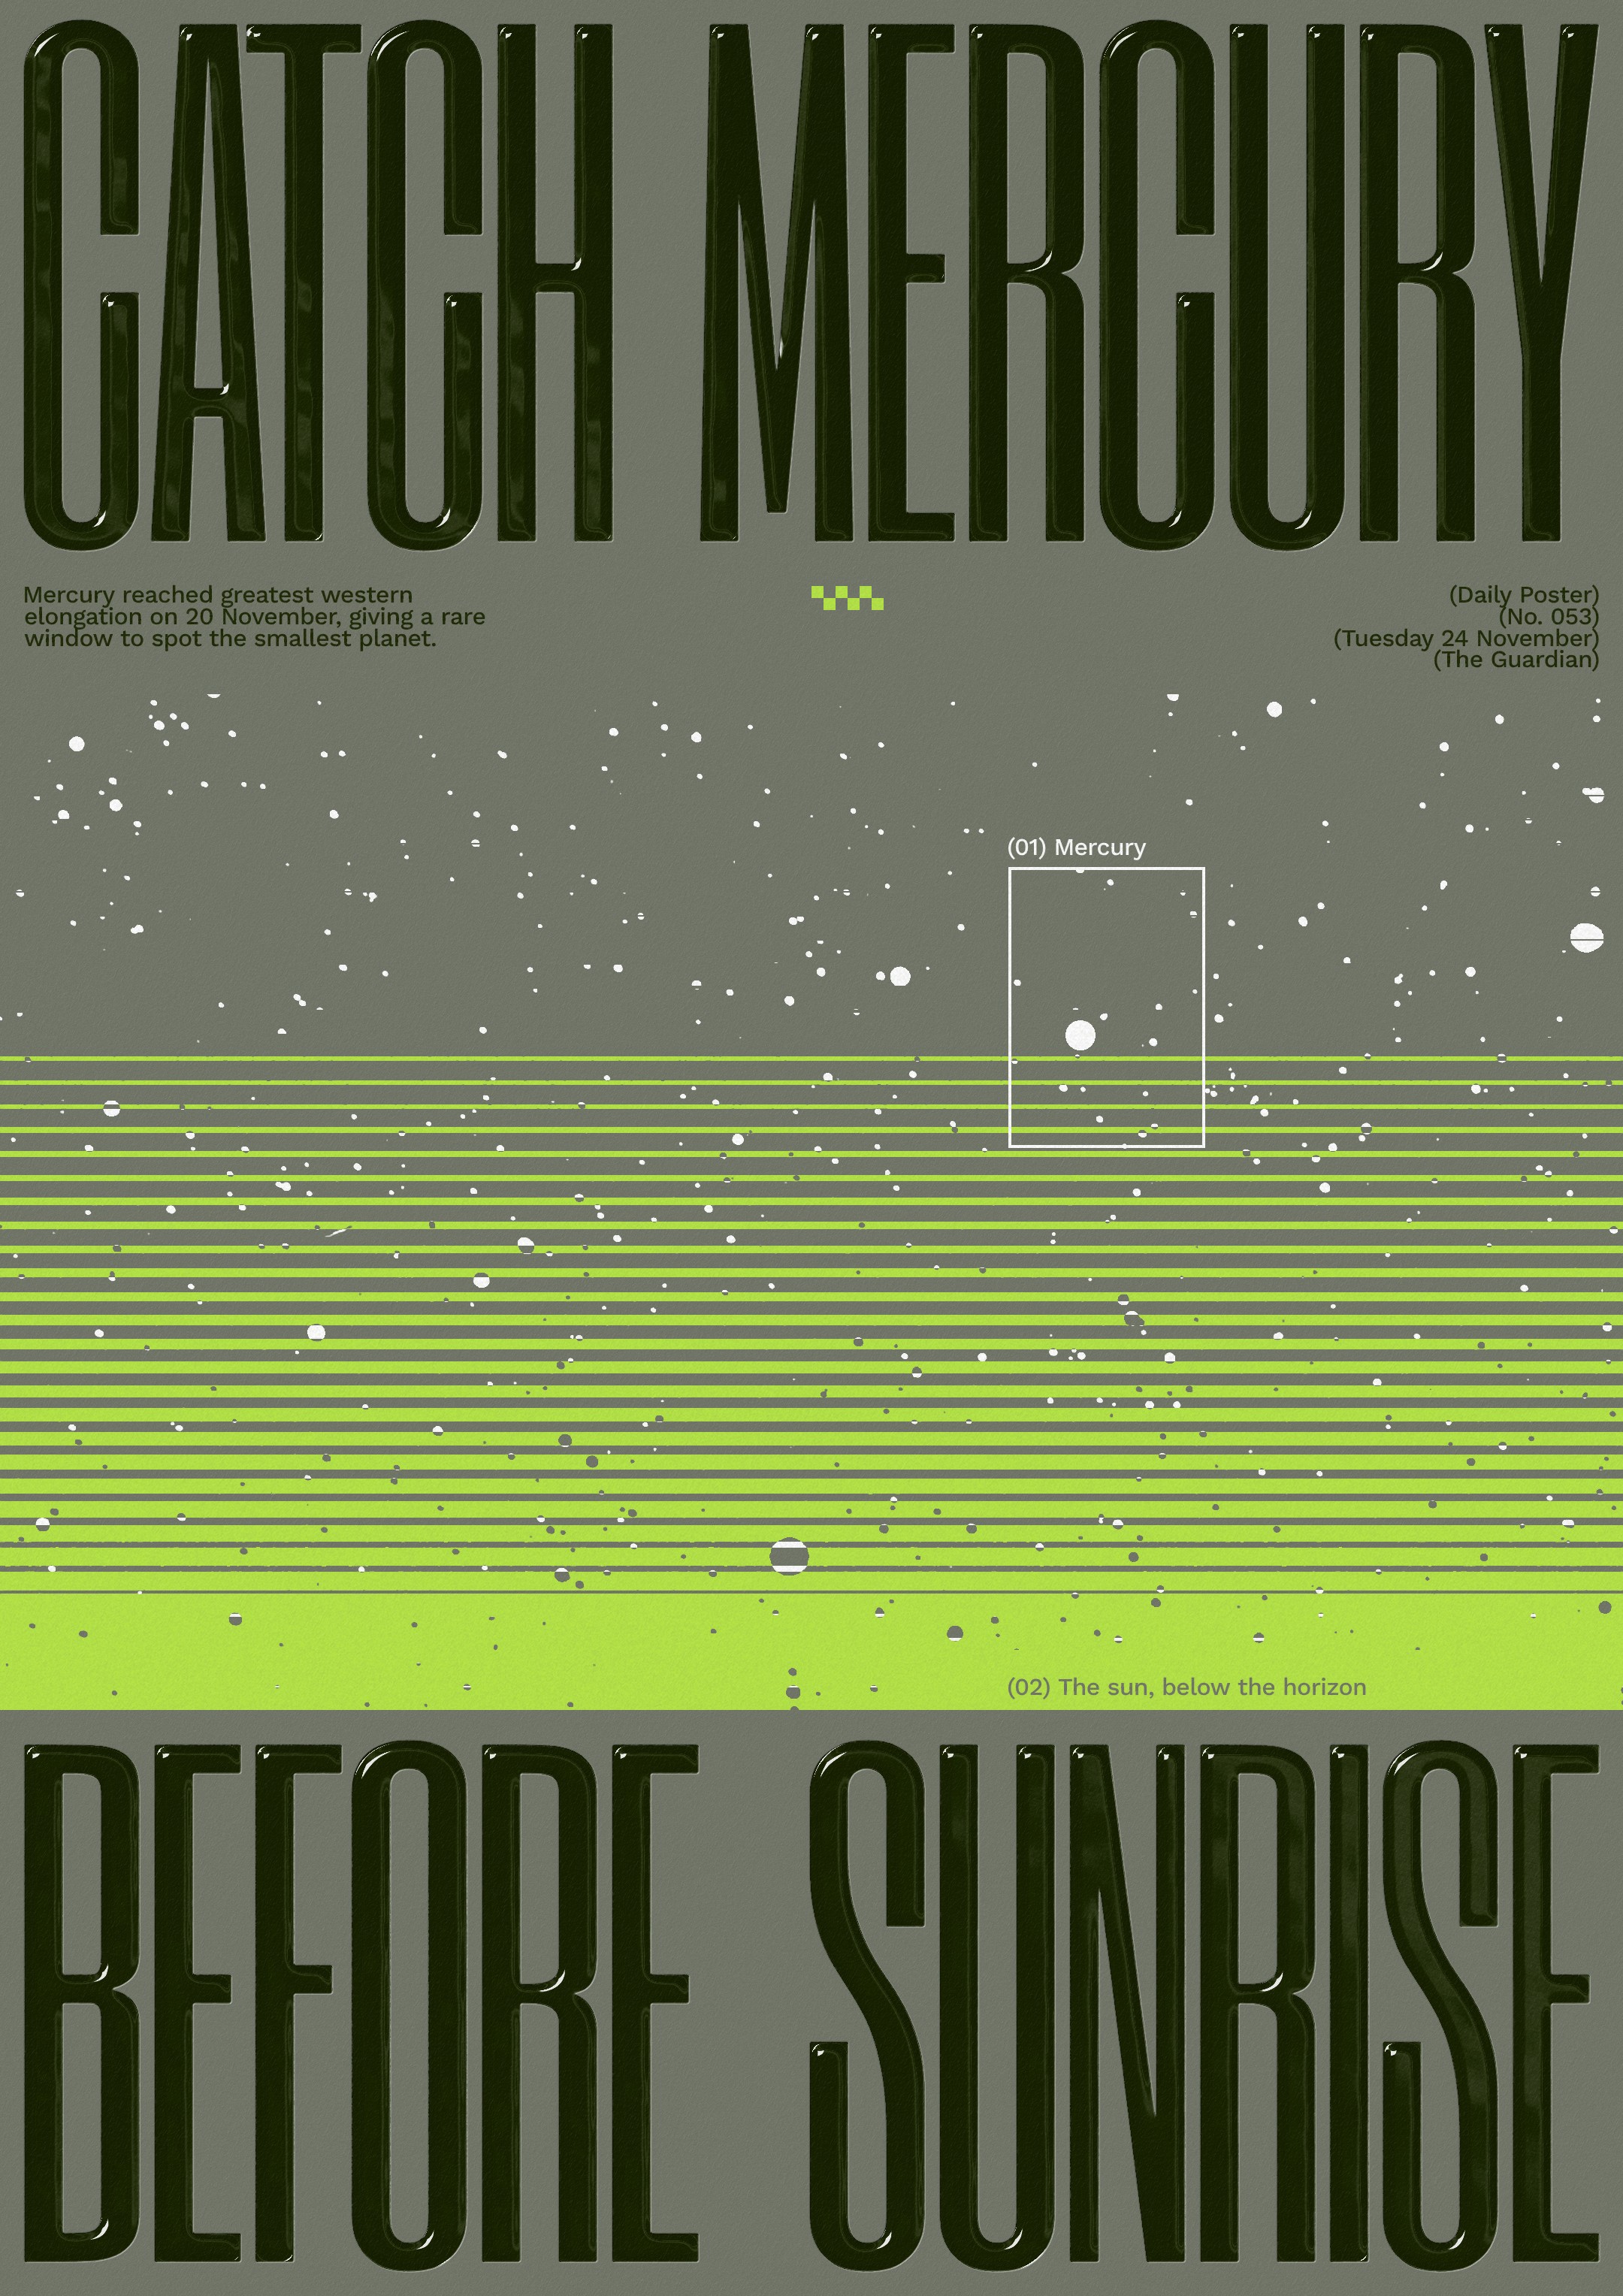 CATCH MERCURY
Mercury reached greatest western
elongation on 20 November, giving a rare
window to spot the smallest planet.
(Daily Poster)
(No. 053)
(Tuesday 24 November)
(The Guardian)
(01) Mercury
(02) The sun, below the horizon
BEFORE SUNRISE